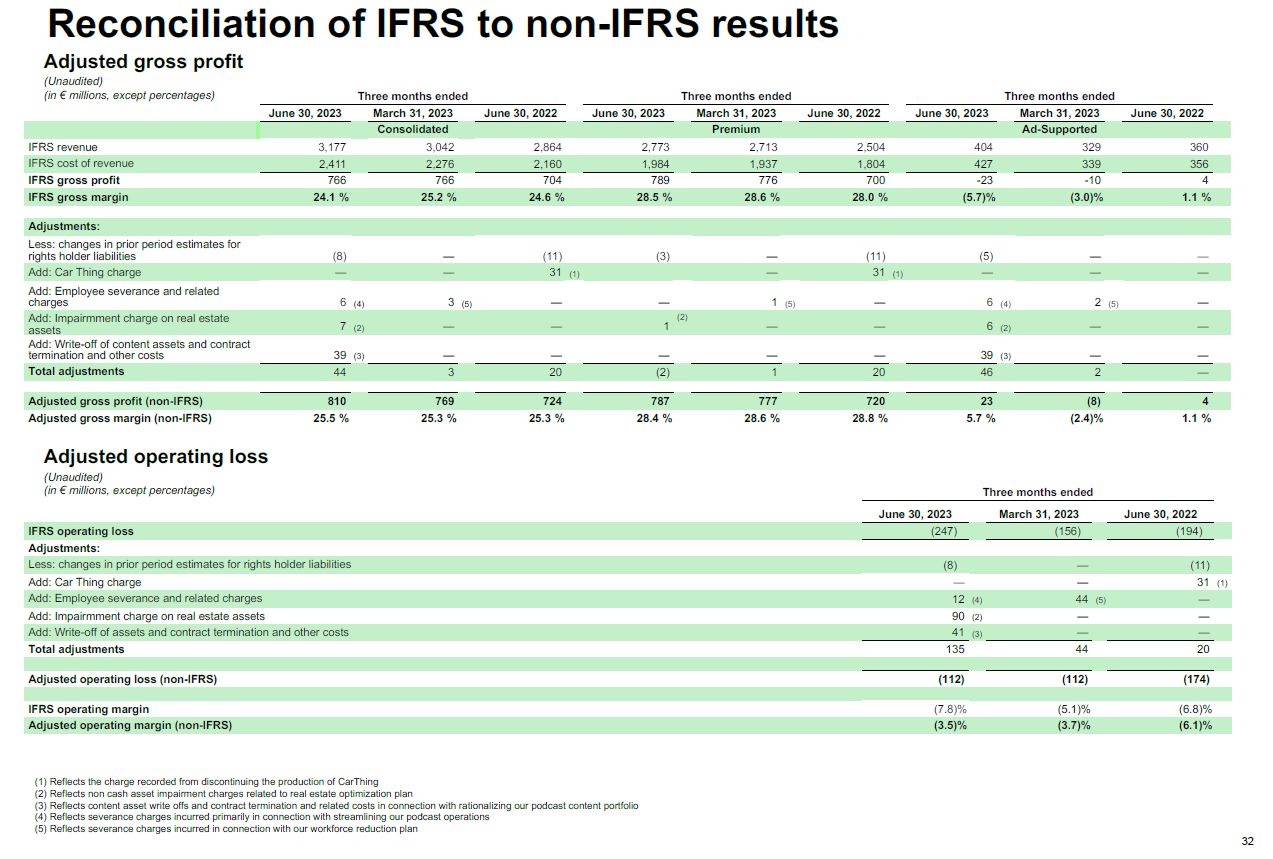 Reconciliation of IFRS to non-IFRS results
Adjusted gross profit
(Unaudited)
(in € millions, except percentages) Three months ended Three months ended Three months ended
June 30, 2023 March 31, 2023 June 30, 2022 June 30, 2023 March 31, 2023 June 30, 2022 June 30, 2023 March 31, 2023 June 30, 2022
Consolidated Premium Ad-Supported
IFRS revenue 3,177 3,042 2,864 2,773 2,713 2,504 404 329 360
IFRS cost of revenue 2,411 2,276 2,160 1,984 1,937 1,804 427 339 356
IFRS gross profit 766 766 704 789 776 700 -23 -10 4
IFRS gross margin 24.1 % 25.2 % 24.6 % 28.5 % 28.6 % 28.0 % (5.7)% (3.0)% 1.1 %
Adjustments:
Less: changes in prior period estimates for
rights holder liabilities (8) — (11) (3) — (11) (5) — —
Add: Car Thing charge — — 31 (1) — — 31 (1) — — —
Add: Employee severance and related
charges 6 (4) 3 (5) — — 1 (5) — 6 (4) 2 (5) —
Add: Impairmment charge on real estate
assets 7 (2) — — 1 (2) — — 6 (2) — —
Add: Write-off of content assets and contract
termination and other costs 39 (3) — — — — — 39 (3) — —
Total adjustments 44 3 20 (2) 1 20 46 2 —
Adjusted gross profit (non-IFRS) 810 769 724 787 777 720 23 (8) 4
Adjusted gross margin (non-IFRS) 25.5 % 25.3 % 25.3 % 28.4 % 28.6 % 28.8 % 5.7 % (2.4)% 1.1 %
Adjusted operating loss
(Unaudited)
(in € millions, except percentages) Three months ended
June 30, 2023 March 31, 2023 June 30, 2022
IFRS operating loss (247) (156) (194)
Adjustments:
Less: changes in prior period estimates for rights holder liabilities (8) — (11)
Add: Car Thing charge — — 31 (1)
Add: Employee severance and related charges 12 (4) 44 (5) —
Add: Impairmment charge on real estate assets 90 (2) — —
Add: Write-off of assets and contract termination and other costs 41 (3) — —
Total adjustments 135 44 20
Adjusted operating loss (non-IFRS) (112) (112) (174)
IFRS operating margin (7.8)% (5.1)% (6.8)%
Adjusted operating margin (non-IFRS) (3.5)% (3.7)% (6.1)%
(1) Reflects the charge recorded from discontinuing the production of CarThing
(2) Reflects non cash asset impairment charges related to real estate optimization plan
(3) Reflects content asset write offs and contract termination and related costs in connection with rationalizing our podcast content portfolio
(4) Reflects severance charges incurred primarily in connection with streamlining our podcast operations
(5) Reflects severance charges incurred in connection with our workforce reduction plan
32